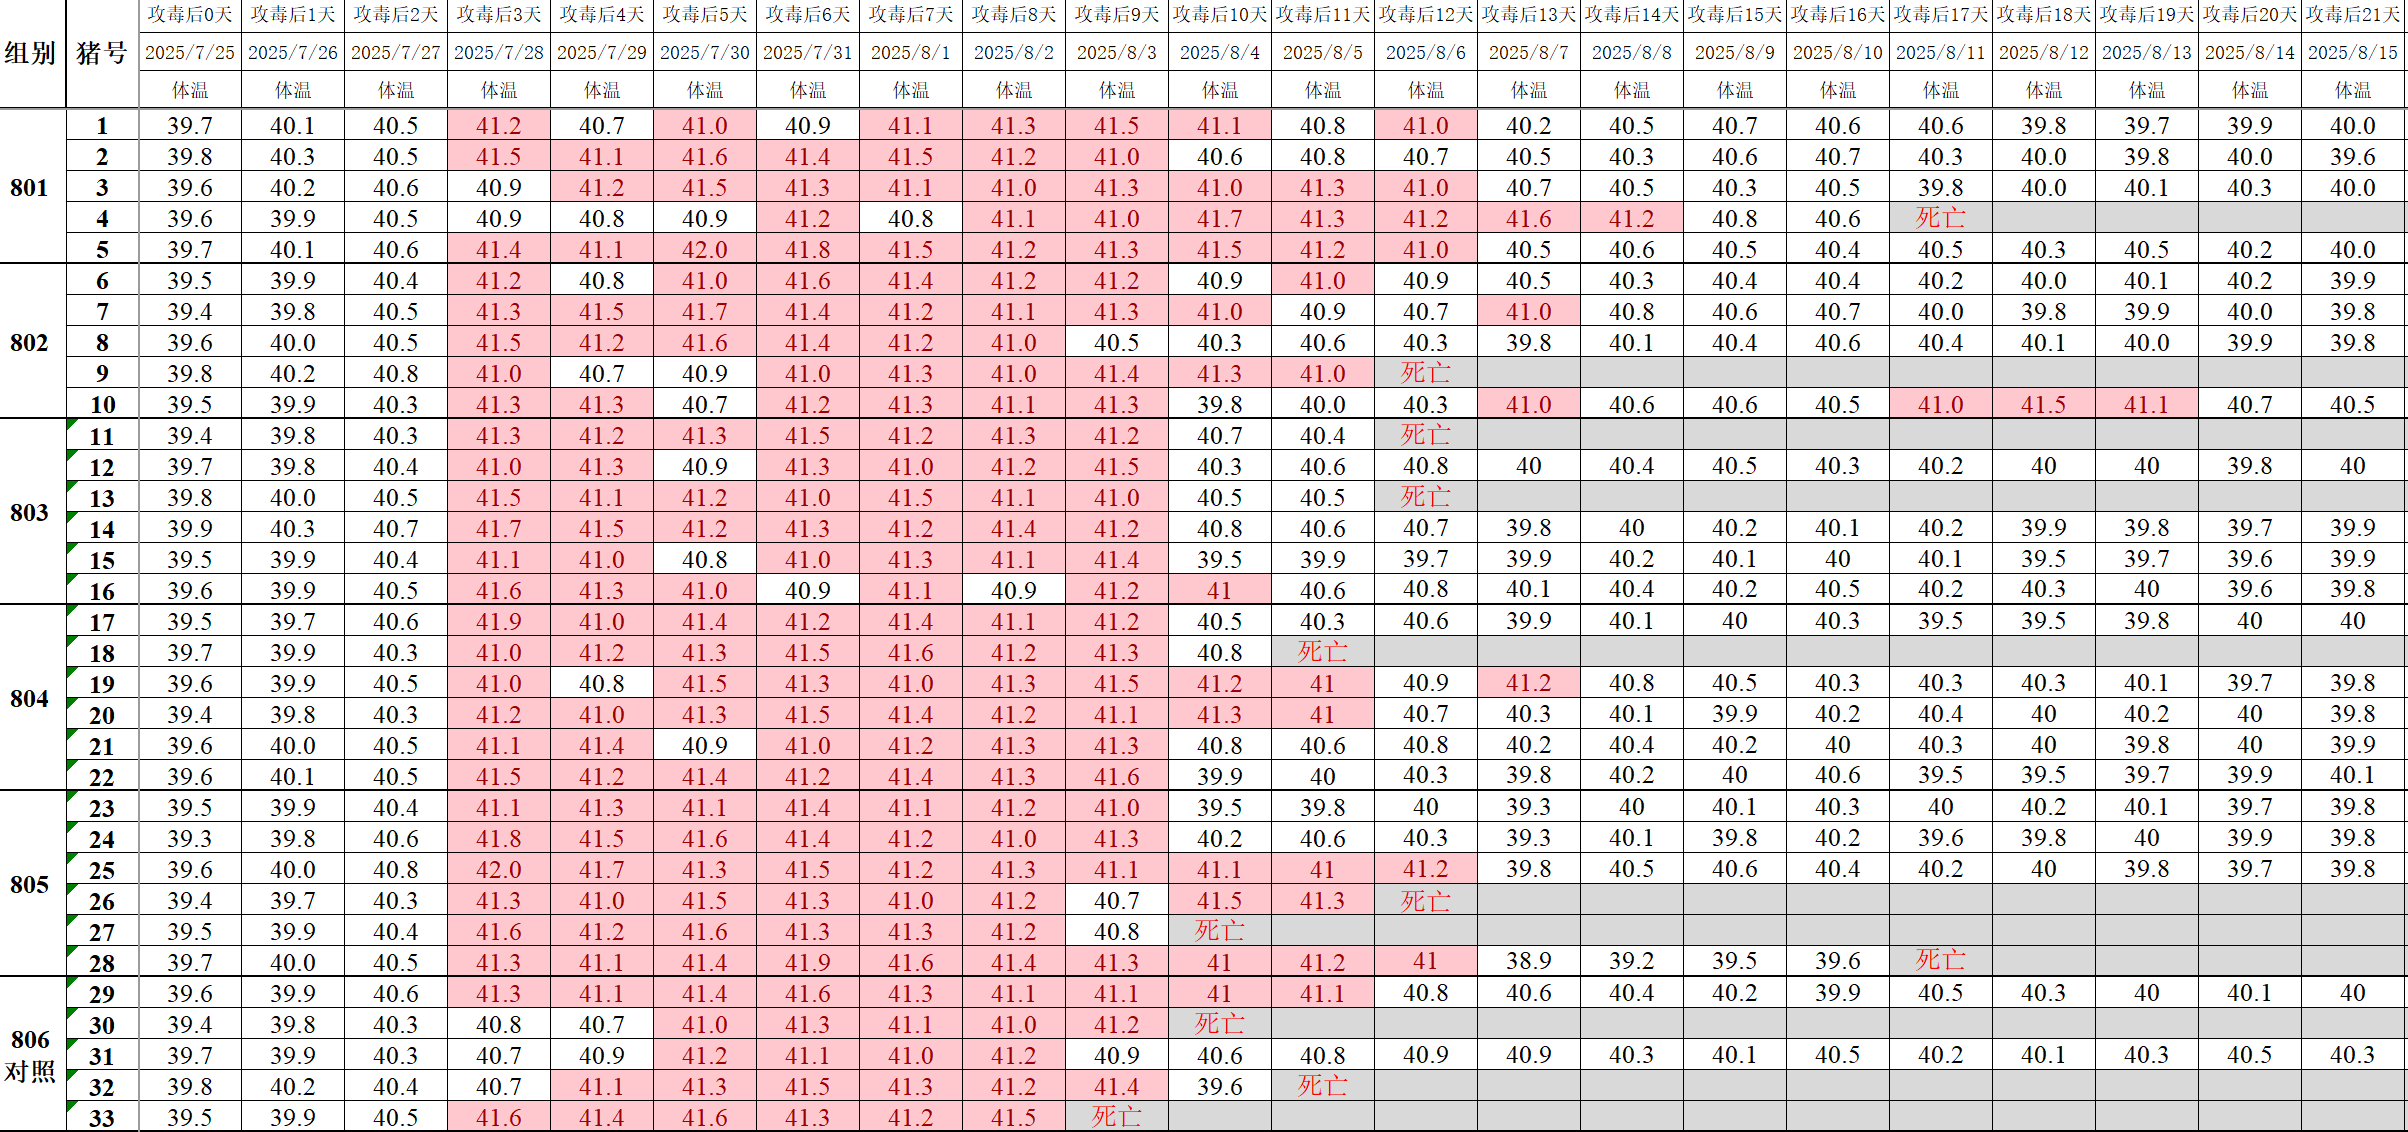 组别 猪号 攻毒后0天 攻毒后1天 攻毒后2天 攻毒后3天 攻毒后4天 攻毒后5天 攻毒后6天 攻毒后7天 攻毒后8天 攻毒后9天 攻毒后10天 攻毒后11天 攻毒后12天 攻毒后13天 攻毒后14天 攻毒后15天 攻毒后16天 攻毒后17天 攻毒后18天 攻毒后19天 攻毒后20天 攻毒后21天
2025/7/25 2025/7/26 2025/7/27 2025/7/28 2025/7/29 2025/7/30 2025/7/31 2025/8/1 2025/8/2 2025/8/3 2025/8/4 2025/8/5 2025/8/6 2025/8/7 2025/8/8 2025/8/9 2025/8/10 2025/8/11 2025/8/12 2025/8/13 2025/8/14 2025/8/15
体温 体温 体温 体温 体温 体温 体温 体温 体温 体温 体温 体温 体温 体温 体温 体温 体温 体温 体温 体温 体温 体温
801 1 39.7 40.1 40.5 41.2 40.7 41.0 40.9 41.1 41.3 41.5 41.1 40.8 41.0 40.2 40.5 40.7 40.6 40.6 39.8 39.7 39.9 40.0
2 39.8 40.3 40.5 41.5 41.1 41.6 41.4 41.5 41.2 41.0 40.6 40.8 40.7 40.5 40.3 40.6 40.7 40.3 40.0 39.8 40.0 39.6
3 39.6 40.2 40.6 40.9 41.2 41.5 41.3 41.1 41.0 41.3 41.0 41.3 41.0 40.7 40.5 40.3 40.5 39.8 40.0 40.1 40.3 40.0
4 39.6 39.9 40.5 40.9 40.8 40.9 41.2 40.8 41.1 41.0 41.7 41.3 41.2 41.6 41.2 40.8 40.6 死亡
5 39.7 40.1 40.6 41.4 41.1 42.0 41.8 41.5 41.2 41.3 41.5 41.2 41.0 40.5 40.6 40.5 40.4 40.5 40.3 40.5 40.2 40.0
802 6 39.5 39.9 40.4 41.2 40.8 41.0 41.6 41.4 41.2 41.2 40.9 41.0 40.9 40.5 40.3 40.4 40.4 40.2 40.0 40.1 40.2 39.9
7 39.4 39.8 40.5 41.3 41.5 41.7 41.4 41.2 41.1 41.3 41.0 40.9 40.7 41.0 40.8 40.6 40.7 40.0 39.8 39.9 40.0 39.8
8 39.6 40.0 40.5 41.5 41.2 41.6 41.4 41.2 41.0 40.5 40.3 40.6 40.3 39.8 40.1 40.4 40.6 40.4 40.1 40.0 39.9 39.8
9 39.8 40.2 40.8 41.0 40.7 40.9 41.0 41.3 41.0 41.4 41.3 41.0 死亡
10 39.5 39.9 40.3 41.3 41.3 40.7 41.2 41.3 41.1 41.3 39.8 40.0 40.3 41.0 40.6 40.6 40.5 41.0 41.5 41.1 40.7 40.5
803 11 39.4 39.8 40.3 41.3 41.2 41.3 41.5 41.2 41.3 41.2 40.7 40.4 死亡
12 39.7 39.8 40.4 41.0 41.3 40.9 41.3 41.0 41.2 41.5 40.3 40.6 40.8 40 40.4 40.5 40.3 40.2 40 40 39.8 40
13 39.8 40.0 40.5 41.5 41.1 41.2 41.0 41.5 41.1 41.0 40.5 40.5 死亡
14 39.9 40.3 40.7 41.7 41.5 41.2 41.3 41.2 41.4 41.2 40.8 40.6 40.7 39.8 40 40.2 40.1 40.2 39.9 39.8 39.7 39.9
15 39.5 39.9 40.4 41.1 41.0 40.8 41.0 41.3 41.1 41.4 39.5 39.9 39.7 39.9 40.2 40.1 40 40.1 39.5 39.7 39.6 39.9
16 39.6 39.9 40.5 41.6 41.3 41.0 40.9 41.1 40.9 41.2 41 40.6 40.8 40.1 40.4 40.2 40.5 40.2 40.3 40 39.6 39.8
804 17 39.5 39.7 40.6 41.9 41.0 41.4 41.2 41.4 41.1 41.2 40.5 40.3 40.6 39.9 40.1 40 40.3 39.5 39.5 39.8 40 40
18 39.7 39.9 40.3 41.0 41.2 41.3 41.5 41.6 41.2 41.3 40.8 死亡
19 39.6 39.9 40.5 41.0 40.8 41.5 41.3 41.0 41.3 41.5 41.2 41 40.9 41.2 40.8 40.5 40.3 40.3 40.3 40.1 39.7 39.8
20 39.4 39.8 40.3 41.2 41.0 41.3 41.5 41.4 41.2 41.1 41.3 41 40.7 40.3 40.1 39.9 40.2 40.4 40 40.2 40 39.8
21 39.6 40.0 40.5 41.1 41.4 40.9 41.0 41.2 41.3 41.3 40.8 40.6 40.8 40.2 40.4 40.2 40 40.3 40 39.8 40 39.9
22 39.6 40.1 40.5 41.5 41.2 41.4 41.2 41.4 41.3 41.6 39.9 40 40.3 39.8 40.2 40 40.6 39.5 39.5 39.7 39.9 40.1
805 23 39.5 39.9 40.4 41.1 41.3 41.1 41.4 41.1 41.2 41.0 39.5 39.8 40 39.3 40 40.1 40.3 40 40.2 40.1 39.7 39.8
24 39.3 39.8 40.6 41.8 41.5 41.6 41.4 41.2 41.0 41.3 40.2 40.6 40.3 39.3 40.1 39.8 40.2 39.6 39.8 40 39.9 39.8
25 39.6 40.0 40.8 42.0 41.7 41.3 41.5 41.2 41.3 41.1 41.1 41 41.2 39.8 40.5 40.6 40.4 40.2 40 39.8 39.7 39.8
26 39.4 39.7 40.3 41.3 41.0 41.5 41.3 41.0 41.2 40.7 41.5 41.3 死亡
27 39.5 39.9 40.4 41.6 41.2 41.6 41.3 41.3 41.2 40.8 死亡
28 39.7 40.0 40.5 41.3 41.1 41.4 41.9 41.6 41.4 41.3 41 41.2 41 38.9 39.2 39.5 39.6 死亡
806 对照 29 39.6 39.9 40.6 41.3 41.1 41.4 41.6 41.3 41.1 41.1 41 41.1 40.8 40.6 40.4 40.2 39.9 40.5 40.3 40 40.1 40
30 39.4 39.8 40.3 40.8 40.7 41.0 41.3 41.1 41.0 41.2 死亡
31 39.7 39.9 40.3 40.7 40.9 41.2 41.1 41.0 41.2 40.9 40.6 40.8 40.9 40.9 40.3 40.1 40.5 40.2 40.1 40.3 40.5 40.3
32 39.8 40.2 40.4 40.7 41.1 41.3 41.5 41.3 41.2 41.4 39.6 死亡
33 39.5 39.9 40.5 41.6 41.4 41.6 41.3 41.2 41.5 死亡